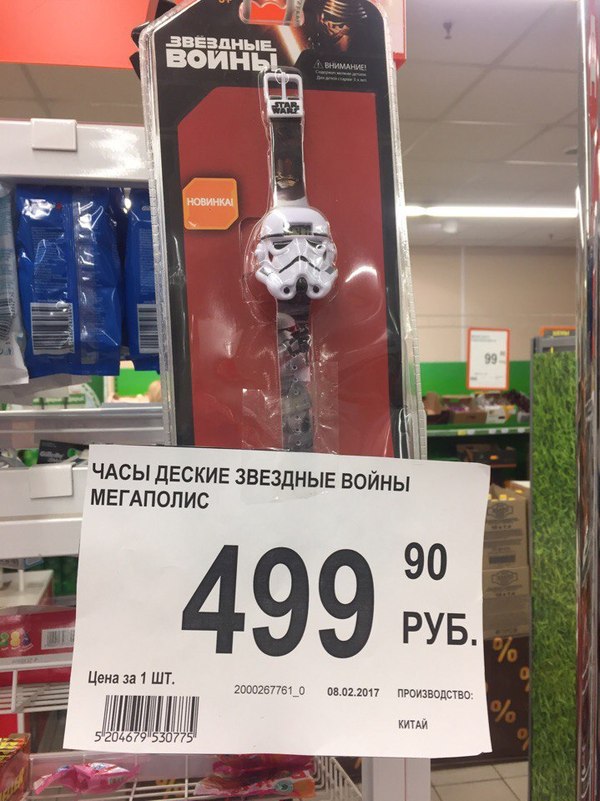 ЗВЁЗДНЫЕ
ВОЙНЫ
ВНИМАНИЕ!
STAR
WARS
НОВИНКА!
99
ЧАСЫ ДЕСКИЕ ЗВЕЗДНЫЕ ВОЙНЫ
МЕГАПОЛИС
499 90
РУБ.
Цена за 1 ШТ.
2000267761_0 08.02.2017 ПРОИЗВОДСТВО:
КИТАЙ
5 204679 530775